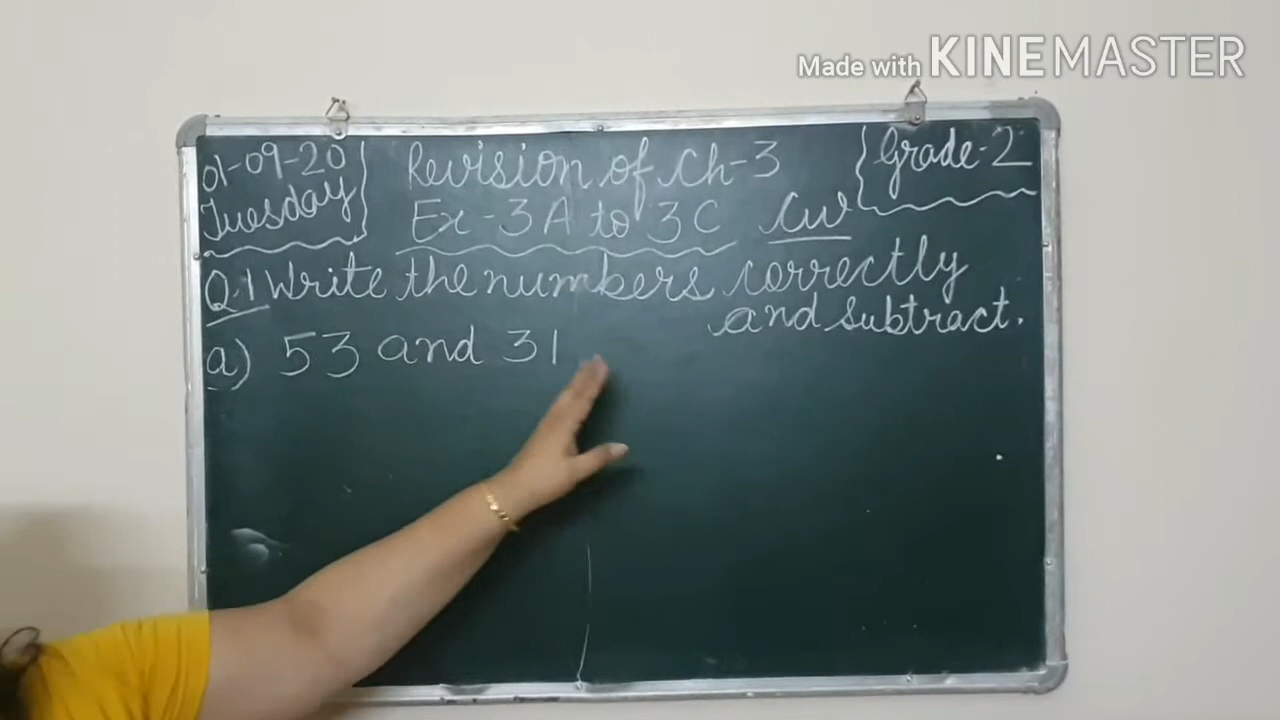 Made with KINEMASTER
01-09-20
Tuesday
Revision of Ch-3
Ex-3A to 3C CW
Grade-2
Q.1 Write the numbers correctly
and subtract.
a) 53 and 31